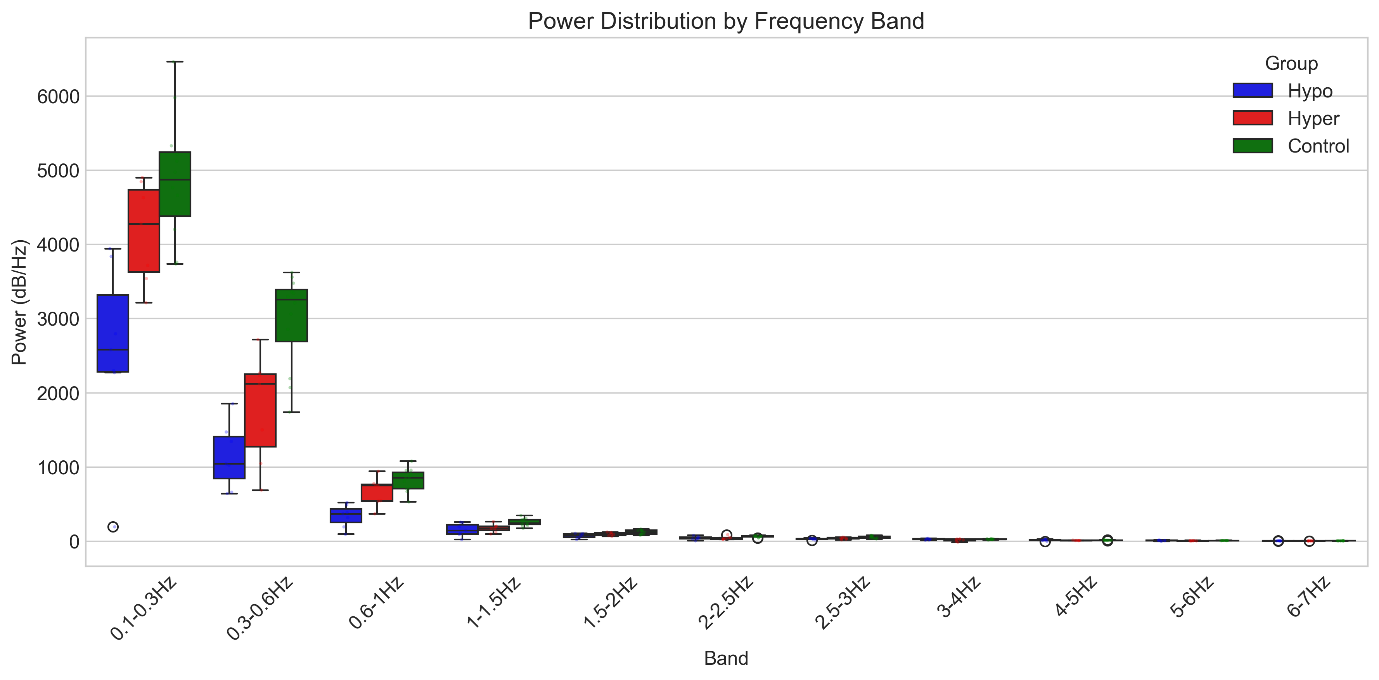 Power Distribution by Frequency Band
Group
Hypo
Hyper
Control
Power (dB/Hz)
6000
5000
4000
3000
2000
1000
0
0.1-0.3Hz
0.3-0.6Hz
0.6-1Hz
1-1.5Hz
1.5-2Hz
2-2.5Hz
2.5-3Hz
3-4Hz
4-5Hz
5-6Hz
6-7Hz
Band